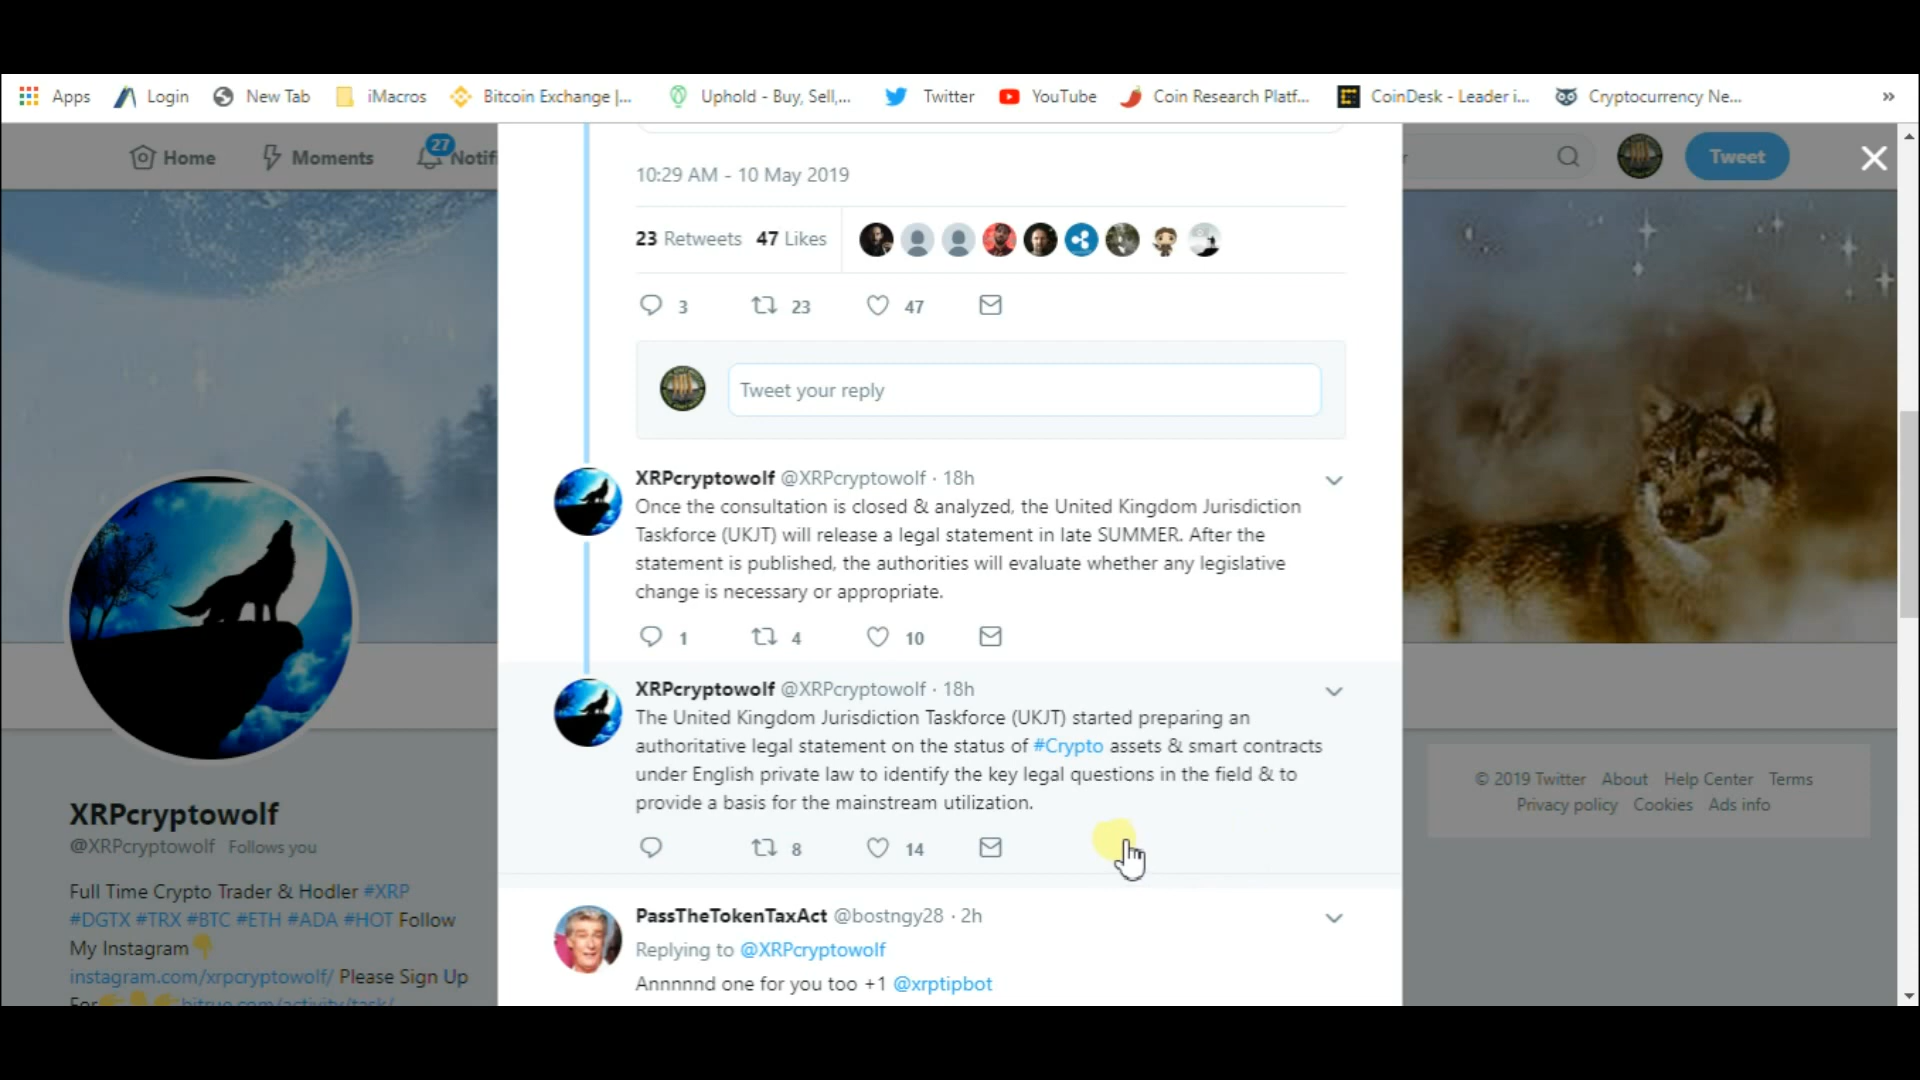 Apps Login New Tab iMacros Bitcoin Exchange |... Uphold - Buy, Sell,... Twitter YouTube Coin Research Platf... CoinDesk - Leader i... Cryptocurrency Ne... »
Home Moments 27 Notif r Tweet
10:29 AM - 10 May 2019
23 Retweets 47 Likes
3 23 47
Tweet your reply
XRPcryptowolf @XRPcryptowolf · 18h
Once the consultation is closed & analyzed, the United Kingdom Jurisdiction
Taskforce (UKJT) will release a legal statement in late SUMMER. After the
statement is published, the authorities will evaluate whether any legislative
change is necessary or appropriate.
1 4 10
XRPcryptowolf @XRPcryptowolf · 18h
The United Kingdom Jurisdiction Taskforce (UKJT) started preparing an
authoritative legal statement on the status of #Crypto assets & smart contracts
under English private law to identify the key legal questions in the field & to
provide a basis for the mainstream utilization.
8 14
PassTheTokenTaxAct @bostngy28 · 2h
Replying to @XRPcryptowolf
Annnnnd one for you too +1 @xrptipbot
XRPcryptowolf
@XRPcryptowolf Follows you
Full Time Crypto Trader & Hodler #XRP
#DGTX #TRX #BTC #ETH #ADA #HOT Follow
My Instagram👇
instagram.com/xrpcryptowolf/ Please Sign Up
For👉👇👉bitrue.com/activity/task/
© 2019 Twitter About Help Center Terms
Privacy policy Cookies Ads info